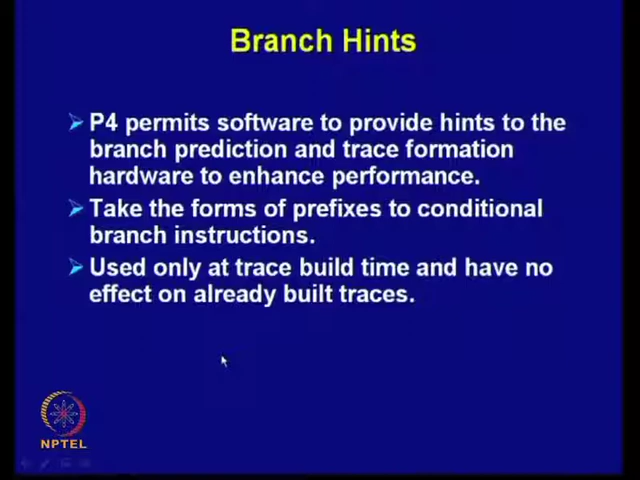 Branch Hints
P4 permits software to provide hints to the
branch prediction and trace formation
hardware to enhance performance.
Take the forms of prefixes to conditional
branch instructions.
Used only at trace build time and have no
effect on already built traces.
NPTEL